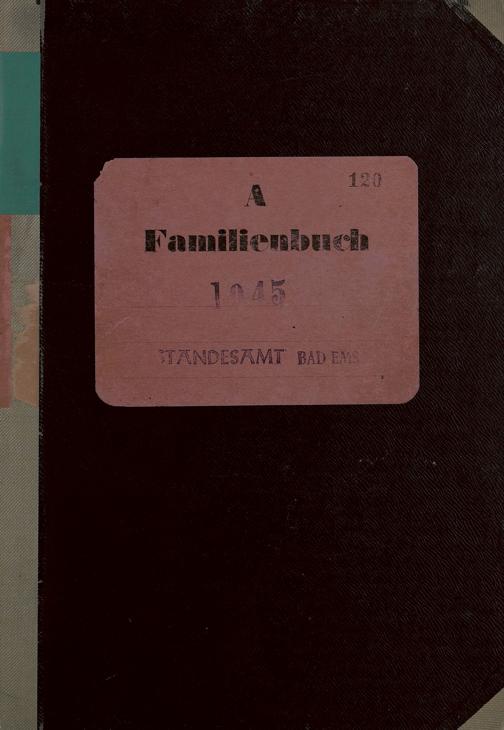 120
A
Familienbuch
1945
STANDESAMT BAD EMS